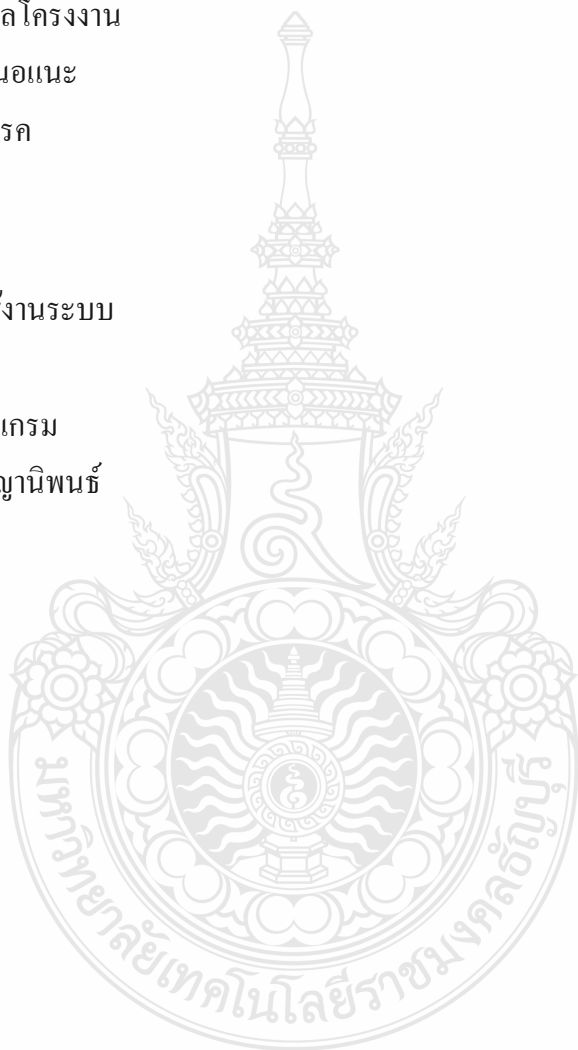 ลโครงงาน
นอแนะ
รค
งานระบบ
แกรม
ญานิพนธ์
มหาวิทยาลัยเทคโนโลยีราชมงคลธัญบุรี